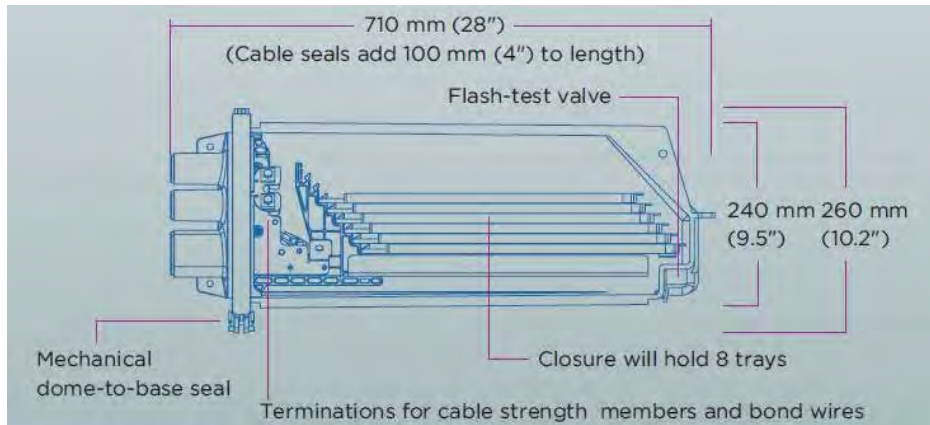 710 mm (28")
(Cable seals add 100 mm (4") to length)
Flash-test valve
240 mm 260 mm
(9.5") (10.2")
Mechanical
dome-to-base seal
Closure will hold 8 trays
Terminations for cable strength members and bond wires